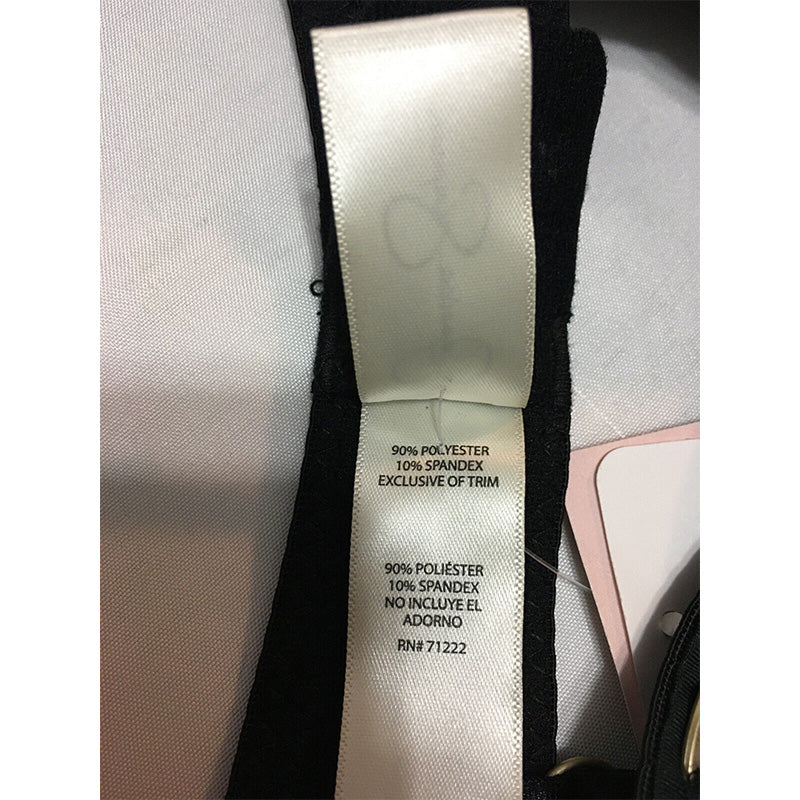 90% POLYESTER
10% SPANDEX
EXCLUSIVE OF TRIM
90% POLIÉSTER
10% SPANDEX
NO INCLUYE EL
ADORNO
RN# 71222